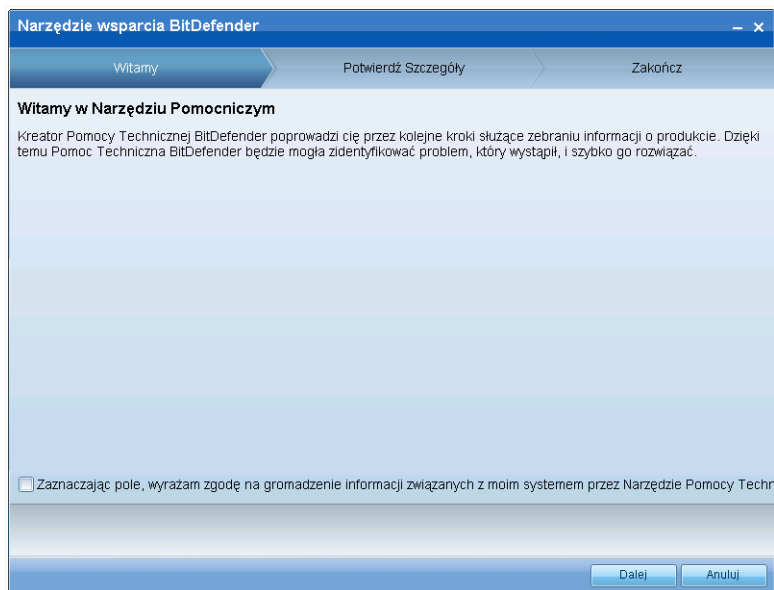 Narzędzie wsparcia BitDefender
Witamy
Potwierdź Szczegóły
Zakończ
Witamy w Narzędziu Pomocniczym
Kreator Pomocy Technicznej BitDefender poprowadzi cię przez kolejne kroki służące zebraniu informacji o produkcie. Dzięki
temu Pomoc Techniczna BitDefender będzie mogła zidentyfikować problem, który wystąpił, i szybko go rozwiązać.
Zaznaczając pole, wyrażam zgodę na gromadzenie informacji związanych z moim systemem przez Narzędzie Pomocy Techn
Dalej
Anuluj